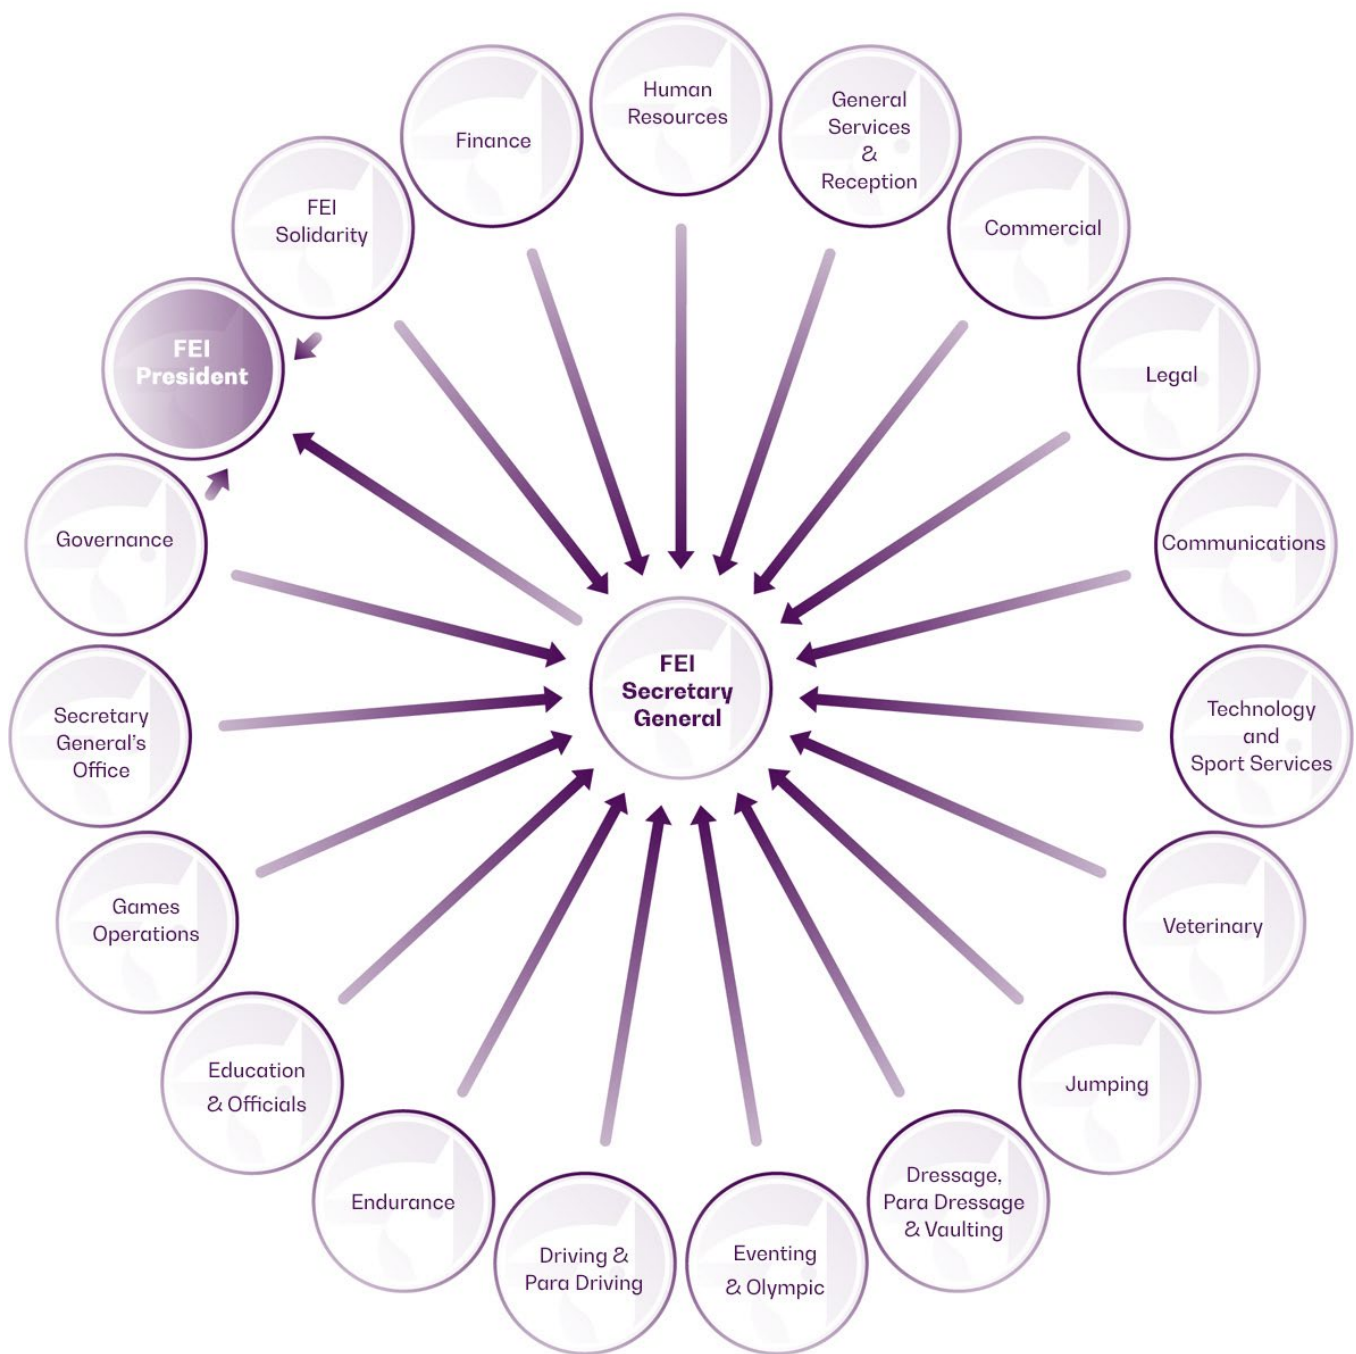 Human
Resources
General
Services
&
Reception
Finance
Commercial
FEI
Solidarity
FEI
President
Legal
Governance
Communications
FEI
Secretary
General
Secretary
General's
Office
Technology
and
Sport Services
Games
Operations
Veterinary
Education
& Officials
Jumping
Endurance
Dressage,
Para Dressage
& Vaulting
Driving &
Para Driving
Eventing
& Olympic